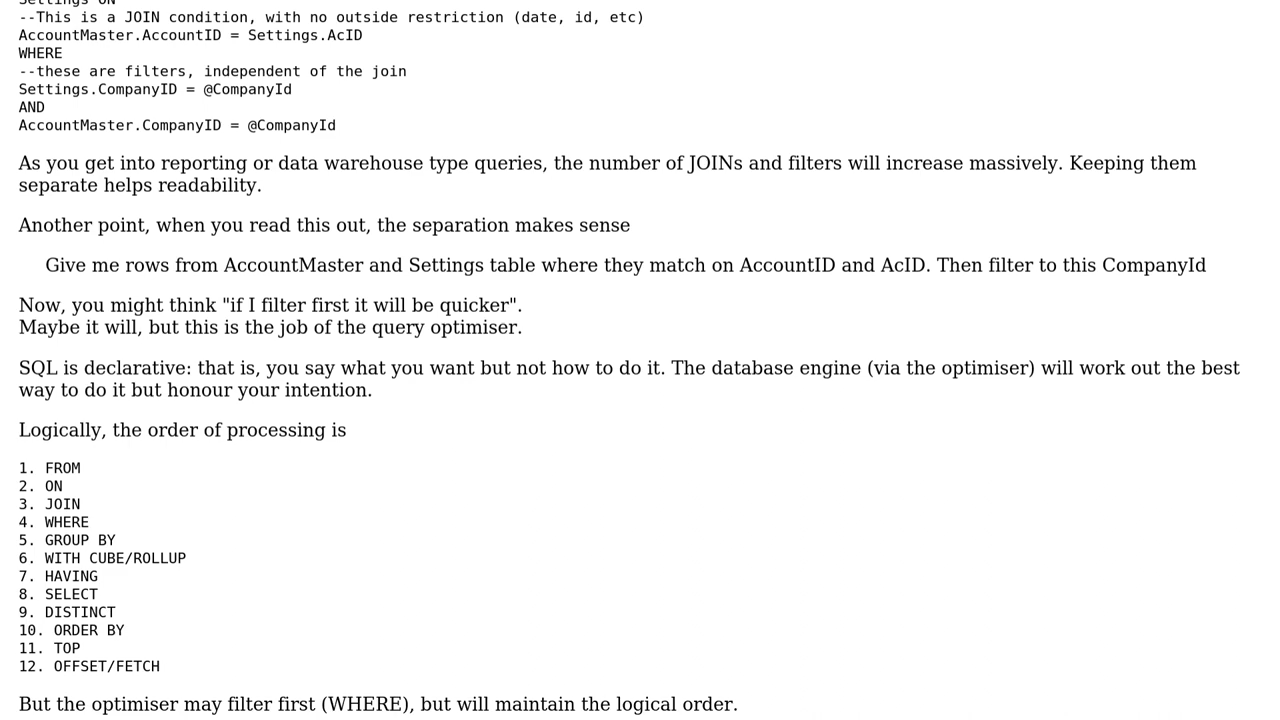 Settings ON
--This is a JOIN condition, with no outside restriction (date, id, etc)
AccountMaster.AccountID = Settings.AcID
WHERE
--these are filters, independent of the join
Settings.CompanyID = @CompanyId
AND
AccountMaster.CompanyID = @CompanyId
As you get into reporting or data warehouse type queries, the number of JOINs and filters will increase massively. Keeping them
separate helps readability.
Another point, when you read this out, the separation makes sense
Give me rows from AccountMaster and Settings table where they match on AccountID and AcID. Then filter to this CompanyId
Now, you might think "if I filter first it will be quicker".
Maybe it will, but this is the job of the query optimiser.
SQL is declarative: that is, you say what you want but not how to do it. The database engine (via the optimiser) will work out the best
way to do it but honour your intention.
Logically, the order of processing is
1. FROM
2. ON
3. JOIN
4. WHERE
5. GROUP BY
6. WITH CUBE/ROLLUP
7. HAVING
8. SELECT
9. DISTINCT
10. ORDER BY
11. TOP
12. OFFSET/FETCH
But the optimiser may filter first (WHERE), but will maintain the logical order.